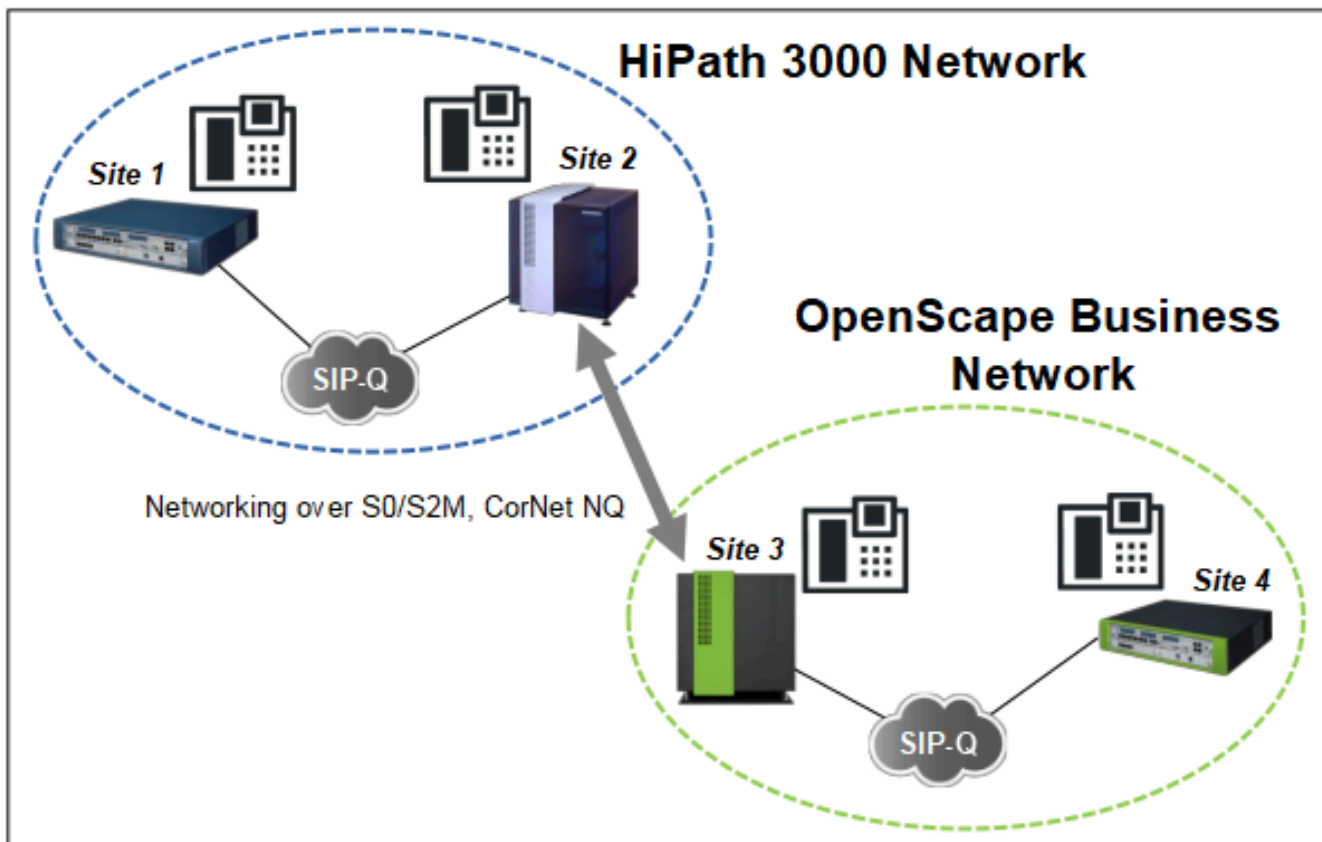 HiPath 3000 Network
Site 1
Site 2
SIP-Q
OpenScape Business
Network
Networking over S0/S2M, CorNet NQ
Site 3
Site 4
SIP-Q